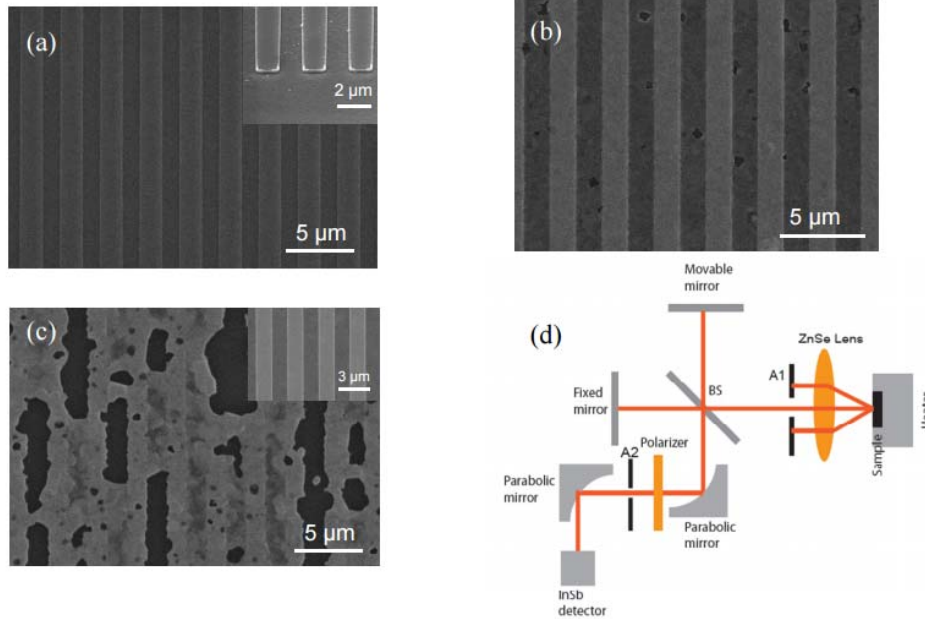 (a)
2 µm
5 µm
(b)
5 µm
(c)
3 µm
5 µm
(d)
Movable
mirror
ZnSe Lens
A1
Fixed
mirror
BS
Sample
Polarizer
A2
Parabolic
mirror
Parabolic
mirror
InSb
detector